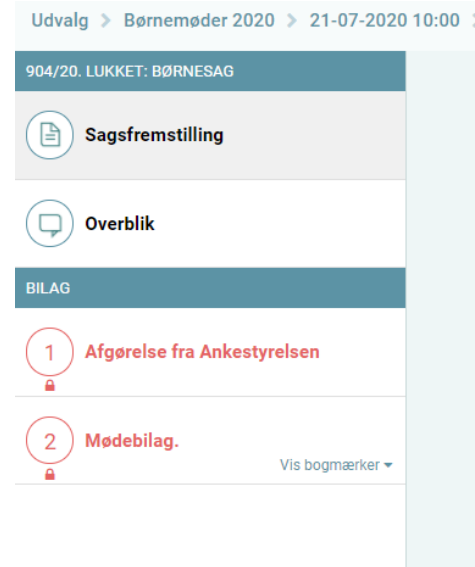 Udvalg > Børnemøder 2020 > 21-07-2020 10:00 >
904/20. LUKKET: BØRNESAG
Sagsfremstilling
Overblik
BILAG
1 Afgørelse fra Ankestyrelsen
2 Mødebilag.
Vis bogmærker